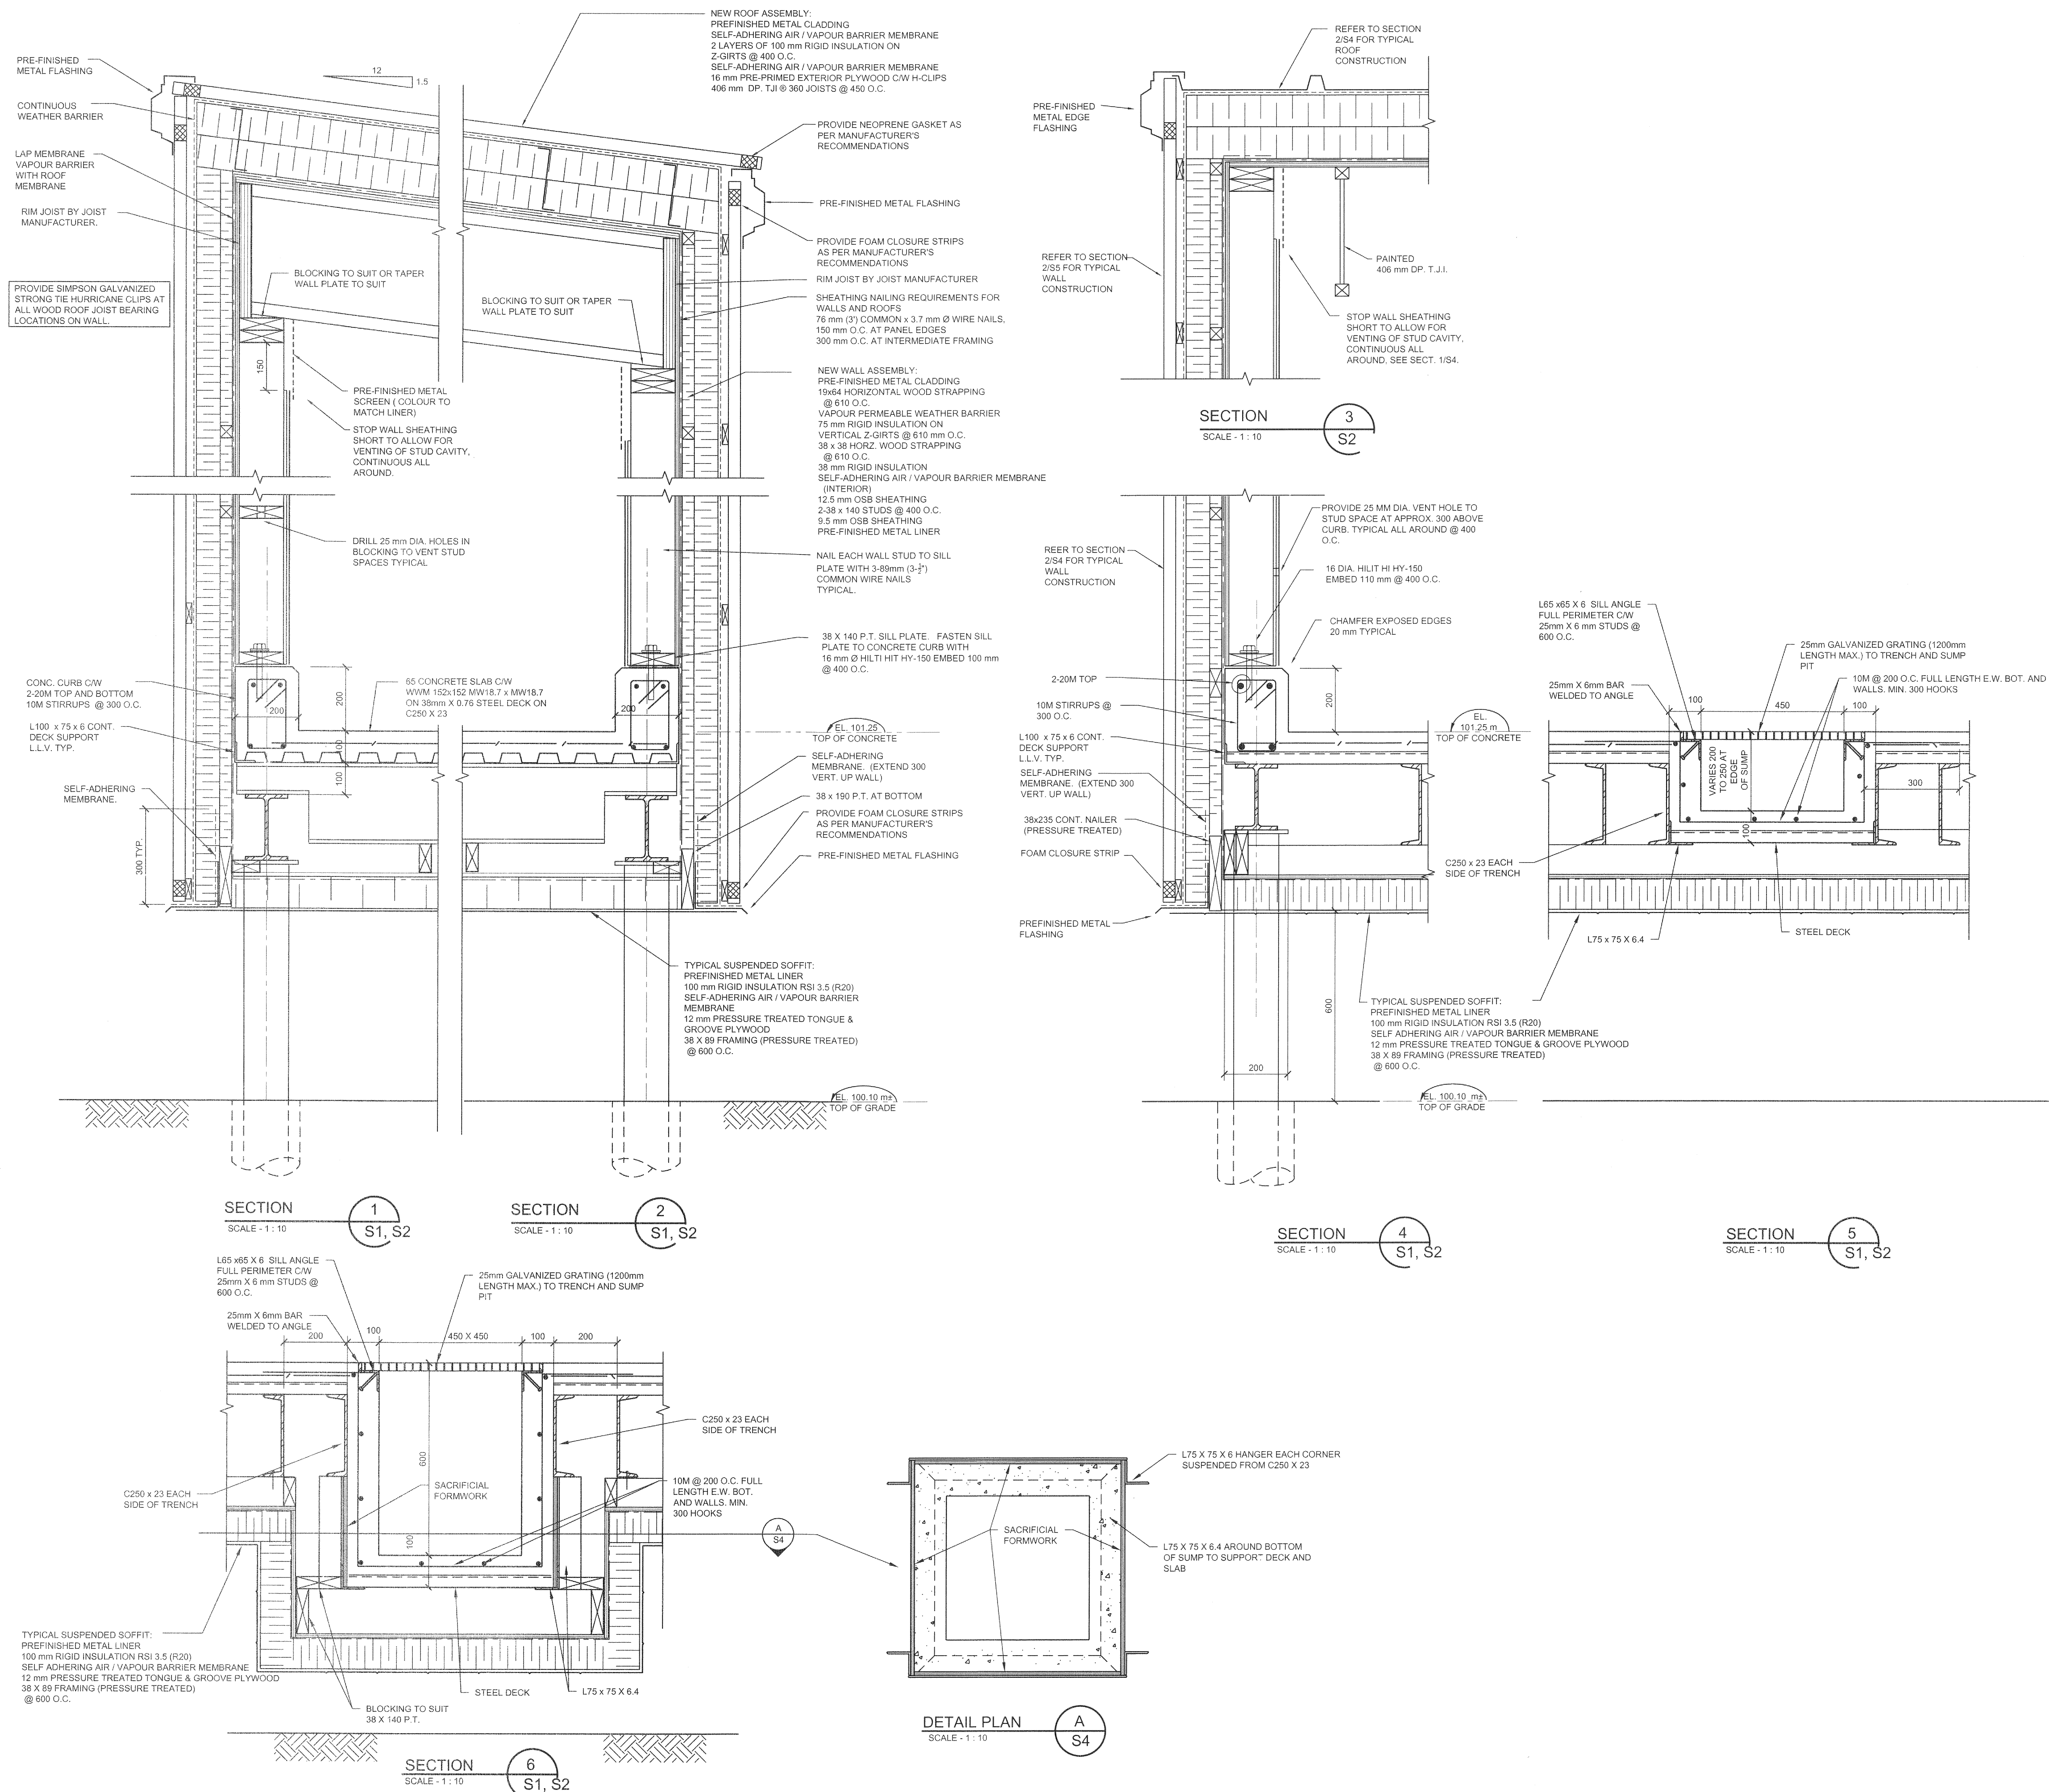 NEW ROOF ASSEMBLY:
PREFINISHED METAL CLADDING
SELF-ADHERING AIR / VAPOUR BARRIER MEMBRANE
2 LAYERS OF 100 mm RIGID INSULATION ON
Z-GIRTS @ 400 O.C.
SELF-ADHERING AIR / VAPOUR BARRIER MEMBRANE
16 mm PRE-PRIMED EXTERIOR PLYWOOD C/W H-CLIPS
406 mm DP. TJI ® 360 JOISTS @ 450 O.C.
12
1.5
PRE-FINISHED
METAL FLASHING
CONTINUOUS
WEATHER BARRIER
LAP MEMBRANE
VAPOUR BARRIER
WITH ROOF
MEMBRANE
RIM JOIST BY JOIST
MANUFACTURER.
PROVIDE SIMPSON GALVANIZED
STRONG TIE HURRICANE CLIPS AT
ALL WOOD ROOF JOIST BEARING
LOCATIONS ON WALL.
BLOCKING TO SUIT OR TAPER
WALL PLATE TO SUIT
BLOCKING TO SUIT OR TAPER
WALL PLATE TO SUIT
150
PRE-FINISHED METAL
SCREEN ( COLOUR TO
MATCH LINER)
STOP WALL SHEATHING
SHORT TO ALLOW FOR
VENTING OF STUD CAVITY,
CONTINUOUS ALL
AROUND.
DRILL 25 mm DIA. HOLES IN
BLOCKING TO VENT STUD
SPACES TYPICAL
PROVIDE NEOPRENE GASKET AS
PER MANUFACTURER'S
RECOMMENDATIONS
PRE-FINISHED METAL FLASHING
PROVIDE FOAM CLOSURE STRIPS
AS PER MANUFACTURER'S
RECOMMENDATIONS
RIM JOIST BY JOIST MANUFACTURER
SHEATHING NAILING REQUIREMENTS FOR
WALLS AND ROOFS
76 mm (3") COMMON x 3.7 mm Ø WIRE NAILS,
150 mm O.C. AT PANEL EDGES
300 mm O.C. AT INTERMEDIATE FRAMING
NEW WALL ASSEMBLY:
PRE-FINISHED METAL CLADDING
19x64 HORIZONTAL WOOD STRAPPING
@ 610 O.C.
VAPOUR PERMEABLE WEATHER BARRIER
75 mm RIGID INSULATION ON
VERTICAL Z-GIRTS @ 610 mm O.C.
38 x 38 HORZ. WOOD STRAPPING
@ 610 O.C.
38 mm RIGID INSULATION
SELF-ADHERING AIR / VAPOUR BARRIER MEMBRANE
(INTERIOR)
12.5 mm OSB SHEATHING
2-38 x 140 STUDS @ 400 O.C.
9.5 mm OSB SHEATHING
PRE-FINISHED METAL LINER
NAIL EACH WALL STUD TO SILL
PLATE WITH 3-89mm (3-½")
COMMON WIRE NAILS
TYPICAL.
38 X 140 P.T. SILL PLATE. FASTEN SILL
PLATE TO CONCRETE CURB WITH
16 mm Ø HILTI HIT HY-150 EMBED 100 mm
@ 400 O.C.
CONC. CURB C/W
2-20M TOP AND BOTTOM
10M STIRRUPS @ 300 O.C.
L100 x 75 x 6 CONT.
DECK SUPPORT
L.L.V. TYP.
SELF-ADHERING
MEMBRANE.
300 TYP.
200
200
100
100
200
65 CONCRETE SLAB C/W
WWM 152x152 MW18.7 x MW18.7
ON 38mm X 0.76 STEEL DECK ON
C250 X 23
EL. 101.25
TOP OF CONCRETE
SELF-ADHERING
MEMBRANE. (EXTEND 300
VERT. UP WALL)
38 x 190 P.T. AT BOTTOM
PROVIDE FOAM CLOSURE STRIPS
AS PER MANUFACTURER'S
RECOMMENDATIONS
PRE-FINISHED METAL FLASHING
TYPICAL SUSPENDED SOFFIT:
PREFINISHED METAL LINER
100 mm RIGID INSULATION RSI 3.5 (R20)
SELF-ADHERING AIR / VAPOUR BARRIER
MEMBRANE
12 mm PRESSURE TREATED TONGUE &
GROOVE PLYWOOD
38 X 89 FRAMING (PRESSURE TREATED)
@ 600 O.C.
EL. 100.10 m±
TOP OF GRADE
SECTION
SCALE - 1 : 10
1
S1, S2
SECTION
SCALE - 1 : 10
2
S1, S2
REFER TO SECTION
2/S4 FOR TYPICAL
ROOF
CONSTRUCTION
PRE-FINISHED
METAL EDGE
FLASHING
REFER TO SECTION
2/S5 FOR TYPICAL
WALL
CONSTRUCTION
PAINTED
406 mm DP. T.J.I.
STOP WALL SHEATHING
SHORT TO ALLOW FOR
VENTING OF STUD CAVITY,
CONTINUOUS ALL
AROUND, SEE SECT. 1/S4.
SECTION
SCALE - 1 : 10
3
S2
PROVIDE 25 MM DIA. VENT HOLE TO
STUD SPACE AT APPROX. 300 ABOVE
CURB. TYPICAL ALL AROUND @ 400
O.C.
REER TO SECTION
2/S4 FOR TYPICAL
WALL
CONSTRUCTION
16 DIA. HILIT HI HY-150
EMBED 110 mm @ 400 O.C.
CHAMFER EXPOSED EDGES
20 mm TYPICAL
2-20M TOP
10M STIRRUPS @
300 O.C.
L100 x 75 x 6 CONT.
DECK SUPPORT
L.L.V. TYP.
SELF-ADHERING
MEMBRANE. (EXTEND 300
VERT. UP WALL)
38x235 CONT. NAILER
(PRESSURE TREATED)
FOAM CLOSURE STRIP
PREFINISHED METAL
FLASHING
200
EL.
101.25 m
TOP OF CONCRETE
600
200
TYPICAL SUSPENDED SOFFIT:
PREFINISHED METAL LINER
100 mm RIGID INSULATION RSI 3.5 (R20)
SELF ADHERING AIR / VAPOUR BARRIER MEMBRANE
12 mm PRESSURE TREATED TONGUE & GROOVE PLYWOOD
38 X 89 FRAMING (PRESSURE TREATED)
@ 600 O.C.
EL. 100.10 m±
TOP OF GRADE
SECTION
SCALE - 1 : 10
4
S1, S2
L65 x65 X 6 SILL ANGLE
FULL PERIMETER C/W
25mm X 6 mm STUDS @
600 O.C.
25mm GALVANIZED GRATING (1200mm
LENGTH MAX.) TO TRENCH AND SUMP
PIT
25mm X 6mm BAR
WELDED TO ANGLE
10M @ 200 O.C. FULL LENGTH E.W. BOT. AND
WALLS. MIN. 300 HOOKS
100
450
100
VARIES 200
TO 250 AT
EDGE
OF SUMP
100
300
C250 x 23 EACH
SIDE OF TRENCH
L75 x 75 X 6.4
STEEL DECK
SECTION
SCALE - 1 : 10
5
S1, S2
L65 x65 X 6 SILL ANGLE
FULL PERIMETER C/W
25mm X 6 mm STUDS @
600 O.C.
25mm GALVANIZED GRATING (1200mm
LENGTH MAX.) TO TRENCH AND SUMP
PIT
25mm X 6mm BAR
WELDED TO ANGLE
200
100
450 X 450
100
200
C250 x 23 EACH
SIDE OF TRENCH
600
SACRIFICIAL
FORMWORK
10M @ 200 O.C. FULL
LENGTH E.W. BOT.
AND WALLS. MIN.
300 HOOKS
C250 x 23 EACH
SIDE OF TRENCH
100
A
S4
TYPICAL SUSPENDED SOFFIT:
PREFINISHED METAL LINER
100 mm RIGID INSULATION RSI 3.5 (R20)
SELF ADHERING AIR / VAPOUR BARRIER MEMBRANE
12 mm PRESSURE TREATED TONGUE & GROOVE PLYWOOD
38 X 89 FRAMING (PRESSURE TREATED)
@ 600 O.C.
STEEL DECK
L75 x 75 X 6.4
BLOCKING TO SUIT
38 X 140 P.T.
SECTION
SCALE - 1 : 10
6
S1, S2
L75 X 75 X 6 HANGER EACH CORNER
SUSPENDED FROM C250 X 23
SACRIFICIAL
FORMWORK
L75 X 75 X 6.4 AROUND BOTTOM
OF SUMP TO SUPPORT DECK AND
SLAB
DETAIL PLAN
SCALE - 1 : 10
A
S4